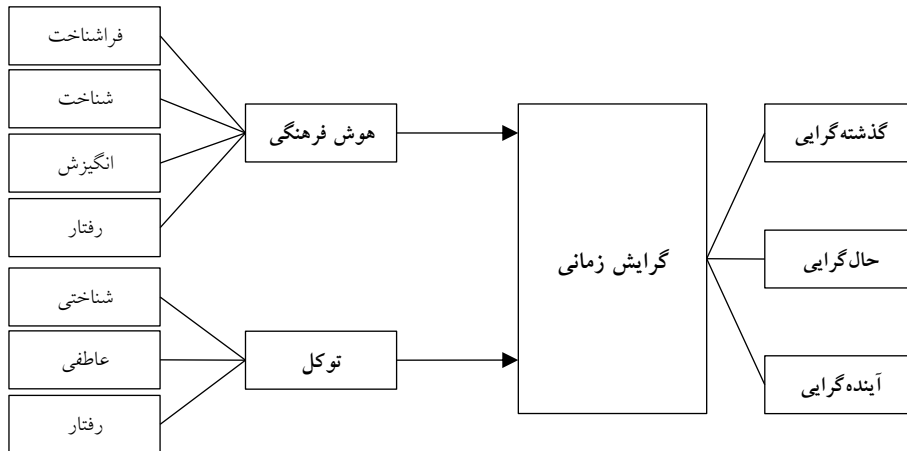 فراشناخت
شناخت
انگیزش
رفتار
شناختی
عاطفی
رفتار
هوش فرهنگی
توکل
گرایش زمانی
گذشته‌گرایی
حال‌گرایی
آینده‌گرایی